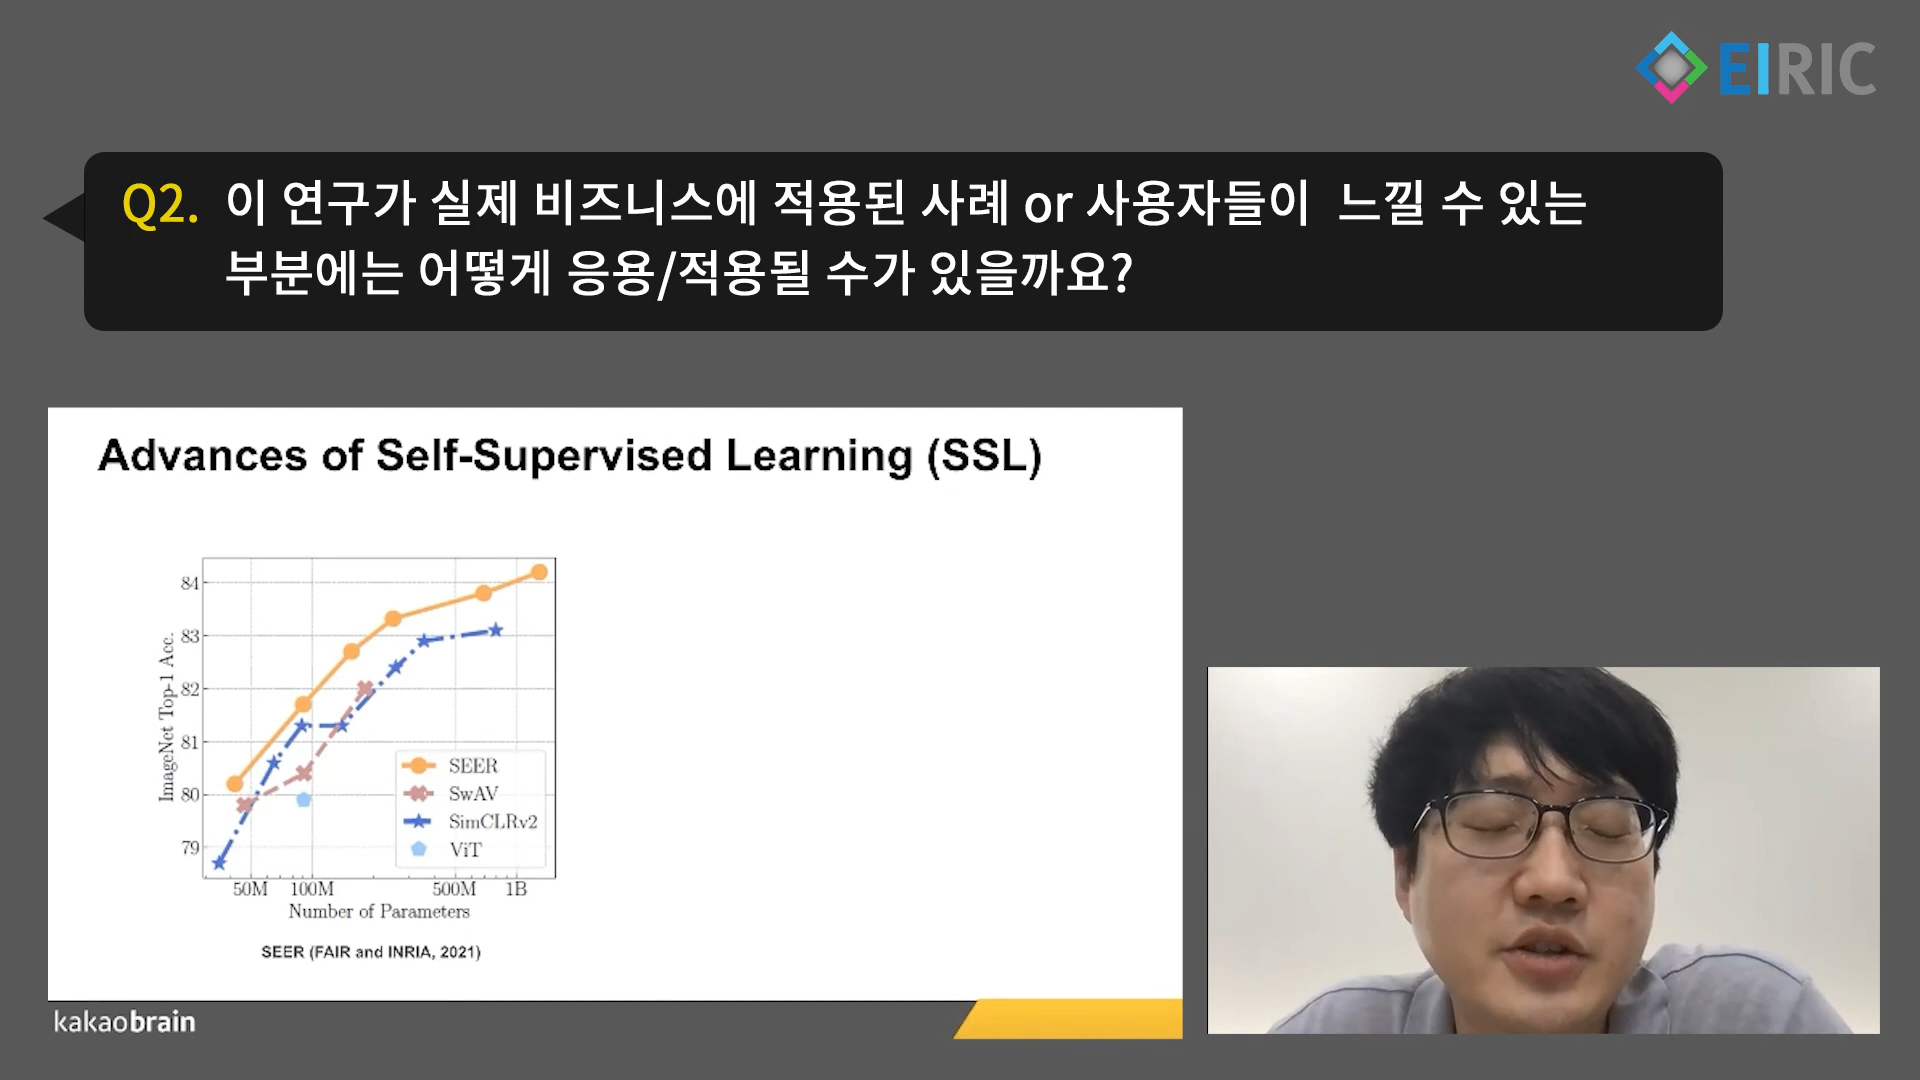 EIRIC
Q2. 이 연구가 실제 비즈니스에 적용된 사례 or 사용자들이 느낄 수 있는
부분에는 어떻게 응용/적용될 수가 있을까요?
Advances of Self-Supervised Learning (SSL)
ImageNet Top-1 Acc.
84
83
82
81
80
79
SEER
SwAV
SimCLRv2
ViT
50M 100M 500M 1B
Number of Parameters
SEER (FAIR and INRIA, 2021)
kakaobrain